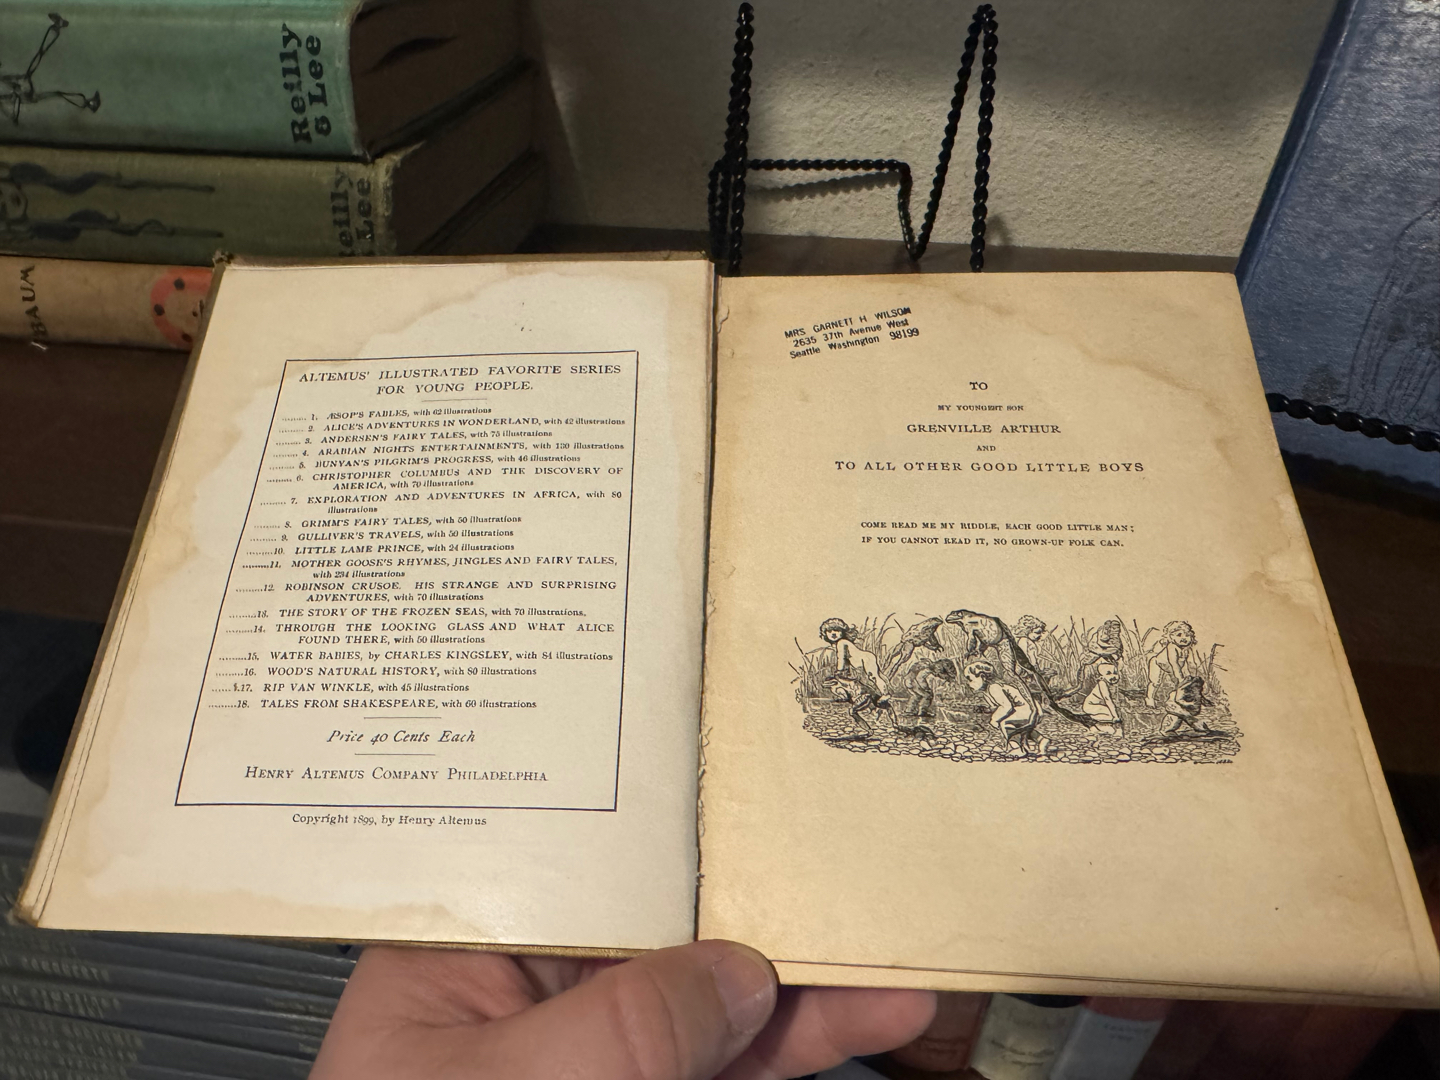 Reilly
& Lee
Reilly
& Lee
BAUM
ALTEMUS' ILLUSTRATED FAVORITE SERIES
FOR YOUNG PEOPLE.
1. ÆSOP'S FABLES, with 62 illustrations
2. ALICE'S ADVENTURES IN WONDERLAND, with 42 illustrations
3. ANDERSEN'S FAIRY TALES, with 75 illustrations
4. ARABIAN NIGHTS ENTERTAINMENTS, with 130 illustrations
5. BUNYAN'S PILGRIM'S PROGRESS, with 46 illustrations
6. CHRISTOPHER COLUMBUS AND THE DISCOVERY OF
AMERICA, with 70 illustrations
7. EXPLORATION AND ADVENTURES IN AFRICA, with 80
illustrations
8. GRIMM'S FAIRY TALES, with 50 illustrations
9. GULLIVER'S TRAVELS, with 50 illustrations
10. LITTLE LAME PRINCE, with 24 illustrations
11. MOTHER GOOSE'S RHYMES, JINGLES AND FAIRY TALES,
with 234 illustrations
12. ROBINSON CRUSOE. HIS STRANGE AND SURPRISING
ADVENTURES, with 70 illustrations
13. THE STORY OF THE FROZEN SEAS, with 70 illustrations.
14. THROUGH THE LOOKING GLASS AND WHAT ALICE
FOUND THERE, with 50 illustrations
15. WATER BABIES, by CHARLES KINGSLEY, with 84 illustrations
16. WOOD'S NATURAL HISTORY, with 80 illustrations
17. RIP VAN WINKLE, with 45 illustrations
18. TALES FROM SHAKESPEARE, with 60 illustrations
Price 40 Cents Each
HENRY ALTEMUS COMPANY PHILADELPHIA
Copyright 1899, by Henry Altemus
MRS GARNETT H WILSON
2635 37th Avenue West
Seattle Washington 98199
TO
MY YOUNGEST SON
GRENVILLE ARTHUR
AND
TO ALL OTHER GOOD LITTLE BOYS
COME READ ME MY RIDDLE, EACH GOOD LITTLE MAN;
IF YOU CANNOT READ IT, NO GROWN-UP FOLK CAN.